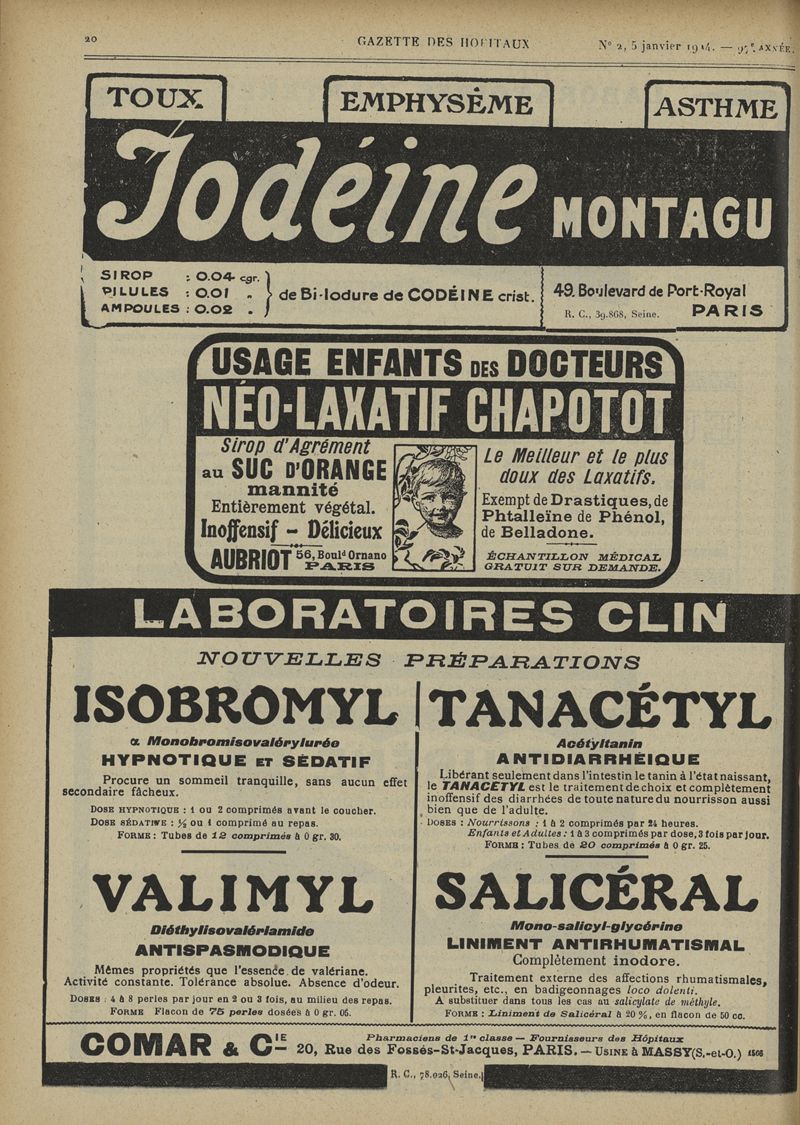 20
GAZETTE DES HOPITAUX
Nº 2, 5 janvier 1924. — 97e ANNÉE.
TOUX
EMPHYSÈME
ASTHME
Iodéine MONTAGU
SIROP : 0.04 cgr.
PILULES : 0.01 „
AMPOULES : 0.02 „
de Bi-Iodure de CODÉINE crist.
49, Boulevard de Port-Royal
R. C., 39.868, Seine. PARIS
USAGE ENFANTS DES DOCTEURS
NÉO-LAXATIF CHAPOTOT
Sirop d'Agrément
au SUC D'ORANGE
mannité
Entièrement végétal.
Inoffensif - Délicieux
AUBRIOT 56, Bould Ornano
PARIS
Le Meilleur et le plus
doux des Laxatifs.
Exempt de Drastiques, de
Phtalleïne de Phénol,
de Belladone.
ÉCHANTILLON MÉDICAL
GRATUIT SUR DEMANDE.
LABORATOIRES CLIN
NOUVELLES PRÉPARATIONS
ISOBROMYL
α Monobromisovalérylurée
HYPNOTIQUE ET SÉDATIF
Procure un sommeil tranquille, sans aucun effet
secondaire fâcheux.
DOSE HYPNOTIQUE : 1 ou 2 comprimés avant le coucher.
DOSE SÉDATIVE : ½ ou 1 comprimé au repas.
FORME : Tubes de 12 comprimés à 0 gr. 30.
TANACÉTYL
Acétyltanin
ANTIDIARRHÉIQUE
Libérant seulement dans l'intestin le tanin à l'état naissant,
le TANACÉTYL est le traitement de choix et complètement
inoffensif des diarrhées de toute nature du nourrisson aussi
bien que de l'adulte.
DOSES : Nourrissons : 1 à 2 comprimés par 24 heures.
Enfants et Adultes : 1 à 3 comprimés par dose, 3 fois par jour.
FORME : Tubes de 20 comprimés à 0 gr. 25.
VALIMYL
Diéthylisovalériamide
ANTISPASMODIQUE
Mêmes propriétés que l'essence de valériane.
Activité constante. Tolérance absolue. Absence d'odeur.
DOSES : 4 à 8 perles par jour en 2 ou 3 fois, au milieu des repas.
FORME Flacon de 75 perles dosées à 0 gr. 05.
SALICÉRAL
Mono-salicyl-glycérine
LINIMENT ANTIRHUMATISMAL
Complètement inodore.
Traitement externe des affections rhumatismales,
pleurites, etc., en badigeonnages loco dolenti.
A substituer dans tous les cas au salicylate de méthyle.
FORME : Liniment de Salicéral à 20 %, en flacon de 50 cc.
COMAR & CIE
Pharmaciens de 1re classe — Fournisseurs des Hôpitaux
20, Rue des Fossés-St-Jacques, PARIS. — USINE à MASSY (S.-et-O.) 1506
R. C., 78.026, Seine.